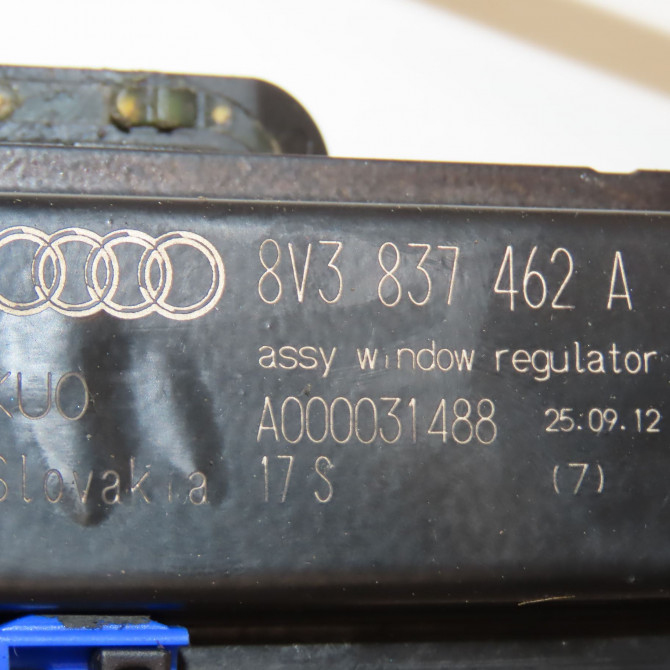 8V3 837 462 A
assy window regulator
KUO A000031488 25.09.12
Slovakia 17 S (7)